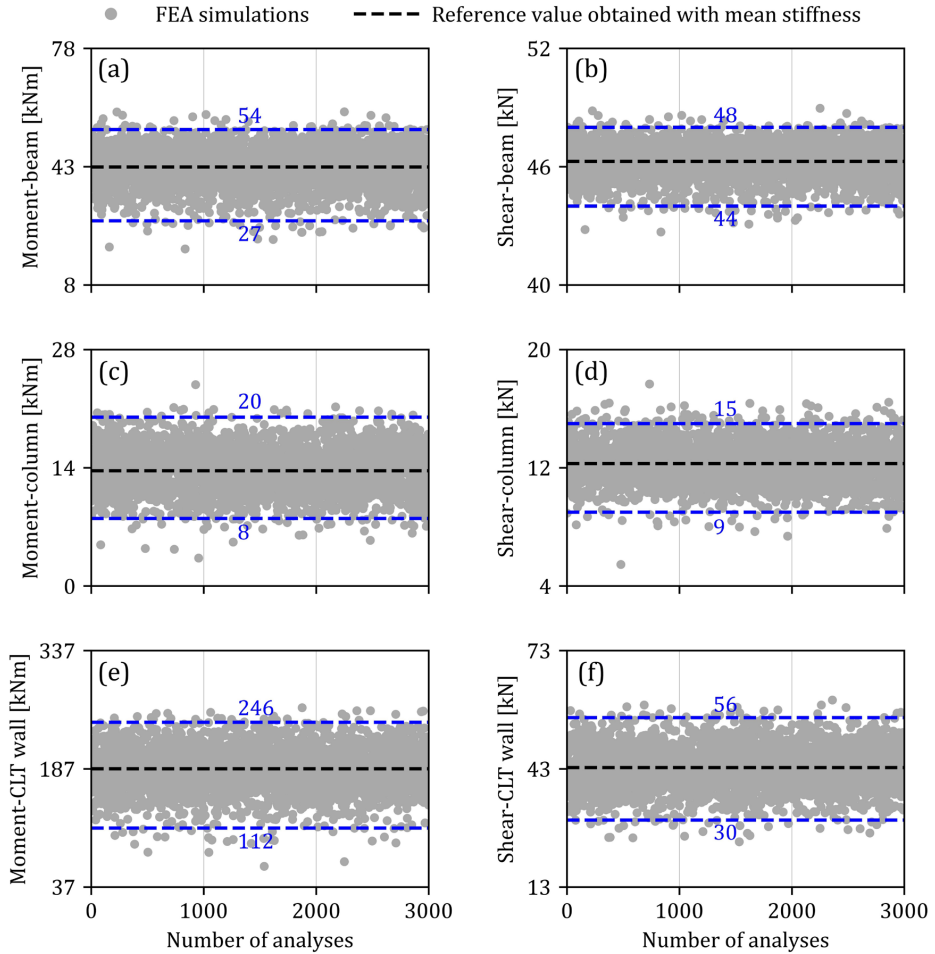 FEA simulations
Reference value obtained with mean stiffness
Moment-beam [kNm]
78
43
8
(a)
54
27
Shear-beam [kN]
52
46
40
(b)
48
44
Moment-column [kNm]
28
14
0
(c)
20
8
Shear-column [kN]
20
12
4
(d)
15
9
Moment-CLT wall [kNm]
337
187
37
(e)
246
112
0
1000
2000
3000
Number of analyses
Shear-CLT wall [kN]
73
43
13
(f)
56
30
0
1000
2000
3000
Number of analyses